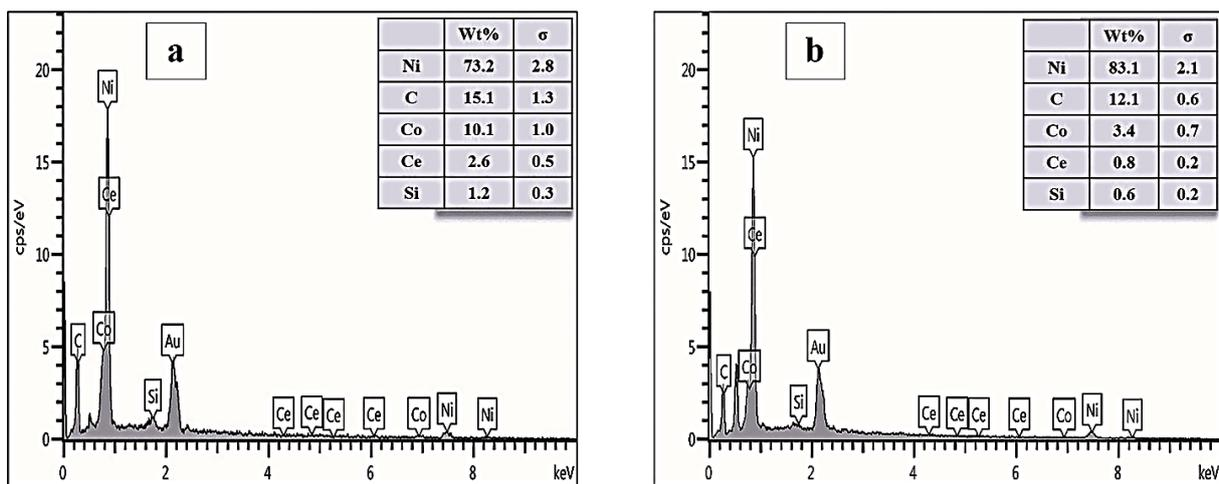 a
Wt% σ
Ni 73.2 2.8
C 15.1 1.3
Co 10.1 1.0
Ce 2.6 0.5
Si 1.2 0.3
20
15
10
5
0
cps/eV
Ni
Ce
Co
C
Si
Au
Ce Ce Ce Ce Co Ni Ni
0 2 4 6 8 keV
b
Wt% σ
Ni 83.1 2.1
C 12.1 0.6
Co 3.4 0.7
Ce 0.8 0.2
Si 0.6 0.2
20
15
10
5
0
cps/eV
Ni
Ce
Co
C
Si
Au
Ce Ce Ce Ce Co Ni Ni
0 2 4 6 8 keV